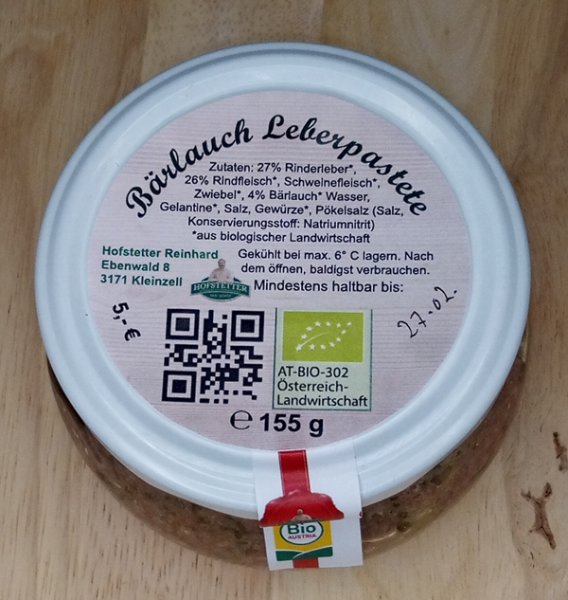 Bärlauch Leberpastete
Zutaten: 27% Rinderleber*,
26% Rindfleisch*, Schweinefleisch*,
Zwiebel*, 4% Bärlauch* Wasser,
Gelantine*, Salz, Gewürze*, Pökelsalz (Salz,
Konservierungsstoff: Natriumnitrit)
*aus biologischer Landwirtschaft
Hofstetter Reinhard
Ebenwald 8
3171 Kleinzell
HOFSTETTER
Gekühlt bei max. 6° C lagern. Nach
dem öffnen, baldigst verbrauchen.
Mindestens haltbar bis:
27.02.
5,- €
AT-BIO-302
Österreich-
Landwirtschaft
℮ 155 g
Bio
AUSTRIA